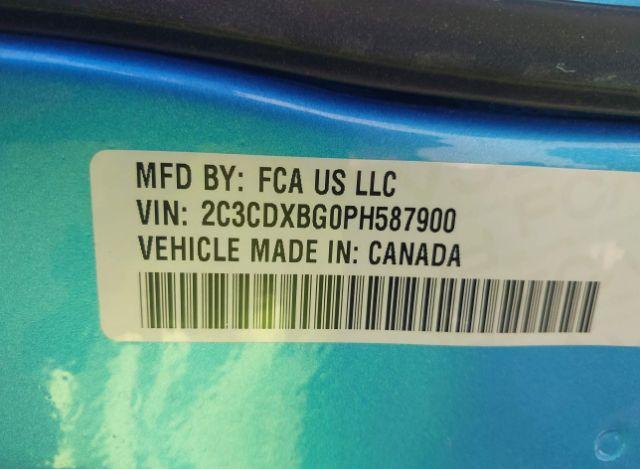 MFD BY: FCA US LLC
VIN: 2C3CDXBG0PH587900
VEHICLE MADE IN: CANADA